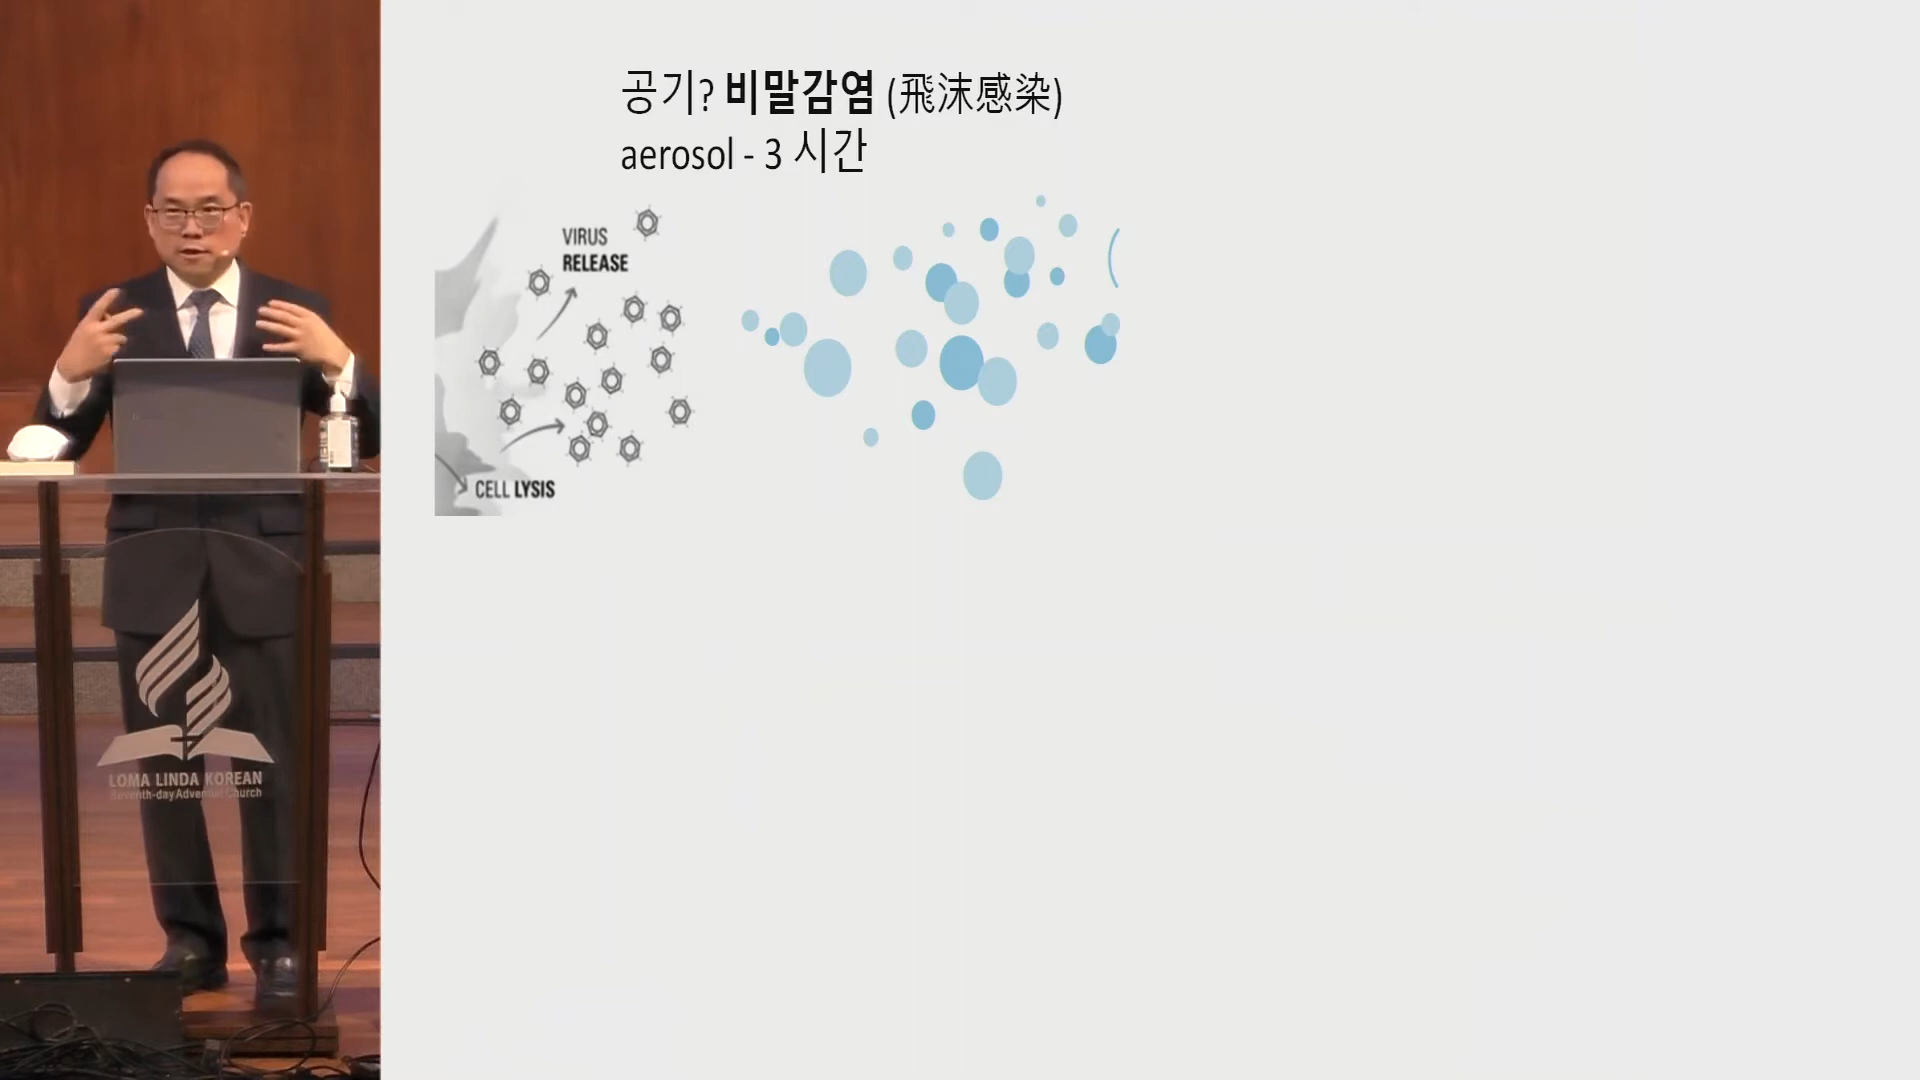 공기? 비말감염 (飛沫感染)
aerosol - 3 시간
VIRUS
RELEASE
CELL LYSIS
LOMA LINDA KOREAN
Seventh-day Adventist Church